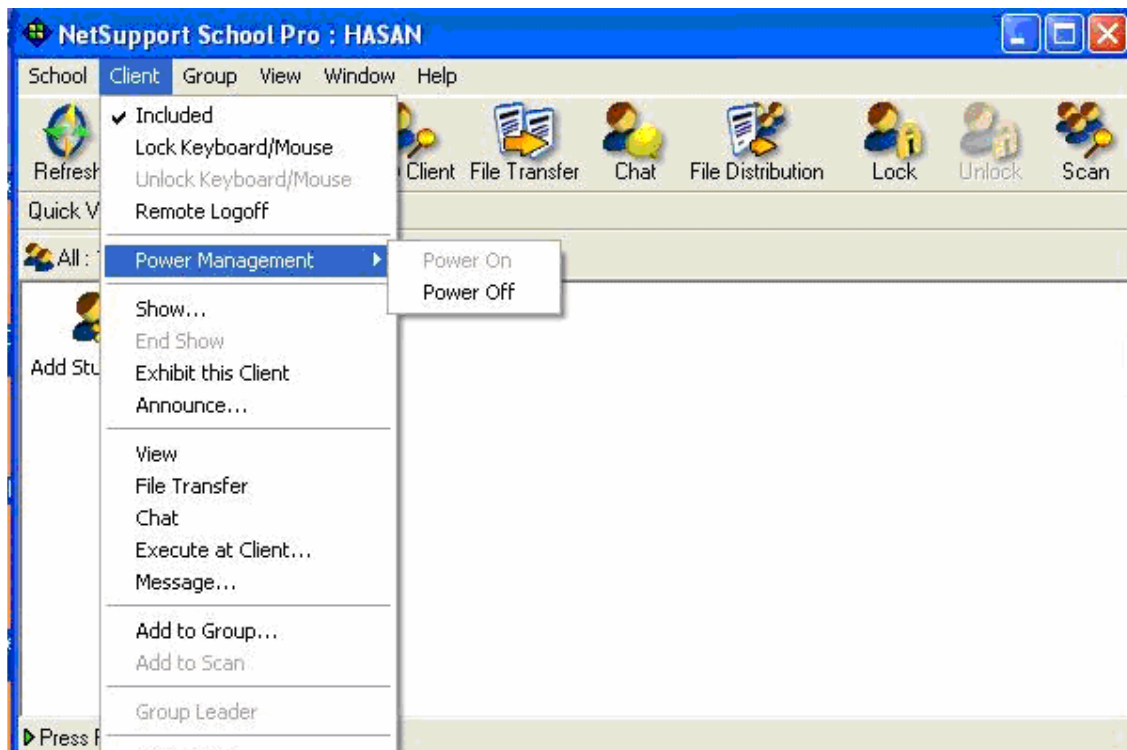 NetSupport School Pro : HASAN
School Client Group View Window Help
Refresh
Client
File Transfer
Chat
File Distribution
Lock
Unlock
Scan
Quick V
All :
Add Stu
Included
Lock Keyboard/Mouse
Unlock Keyboard/Mouse
Remote Logoff
Power Management
Power On
Power Off
Show...
End Show
Exhibit this Client
Announce...
View
File Transfer
Chat
Execute at Client...
Message...
Add to Group...
Add to Scan
Group Leader
Press